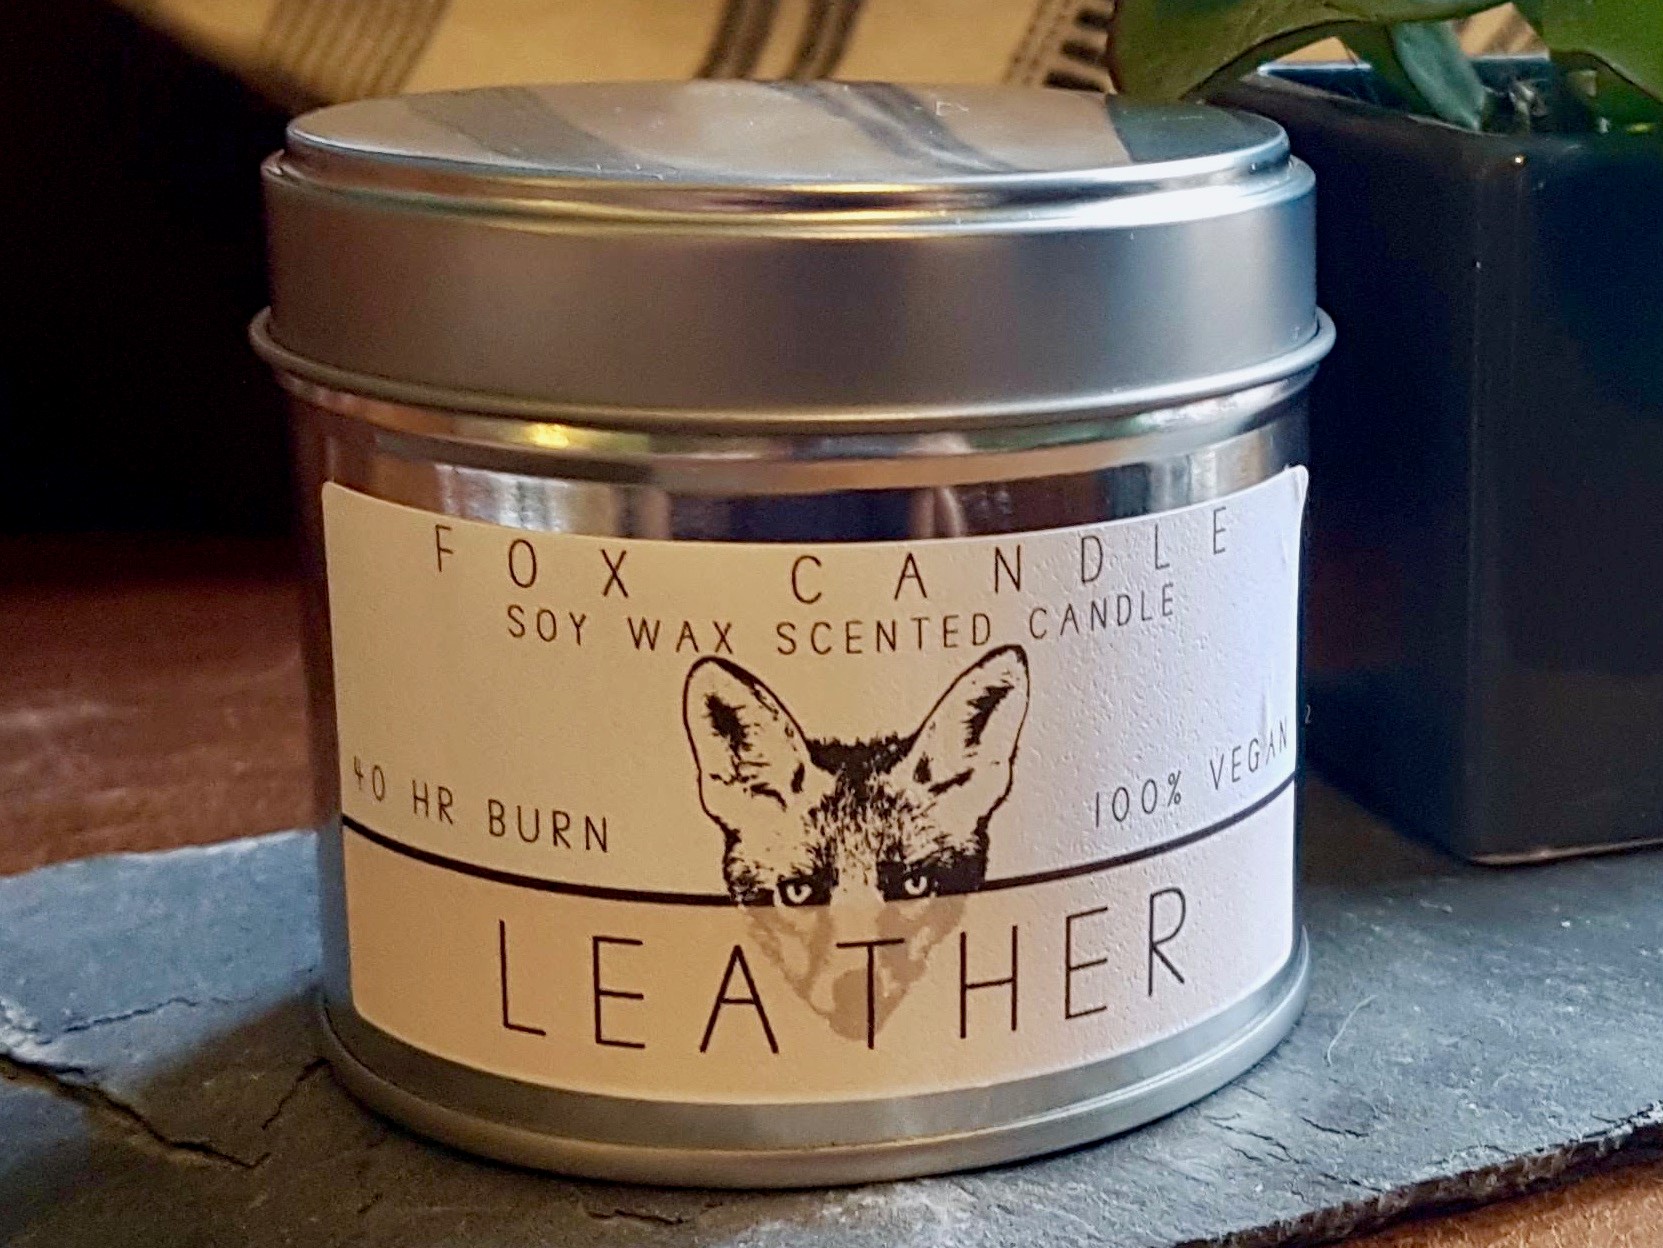 FOX CANDLE
SOY WAX SCENTED CANDLE
40 HR BURN
100% VEGAN
LEATHER